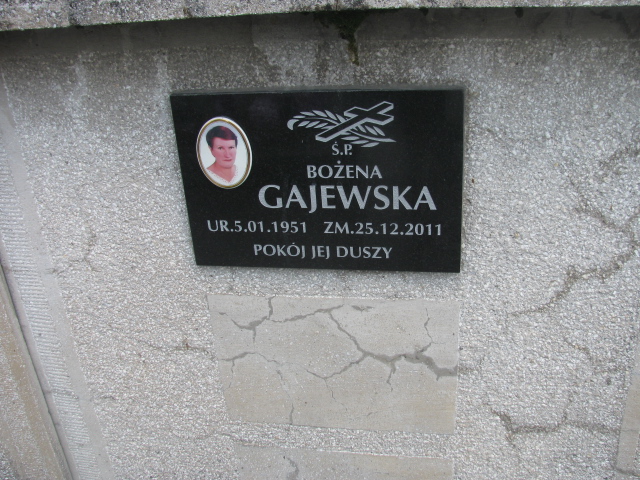 Ś.P.
BOŻENA
GAJEWSKA
UR.5.01.1951 ZM.25.12.2011
POKÓJ JEJ DUSZY